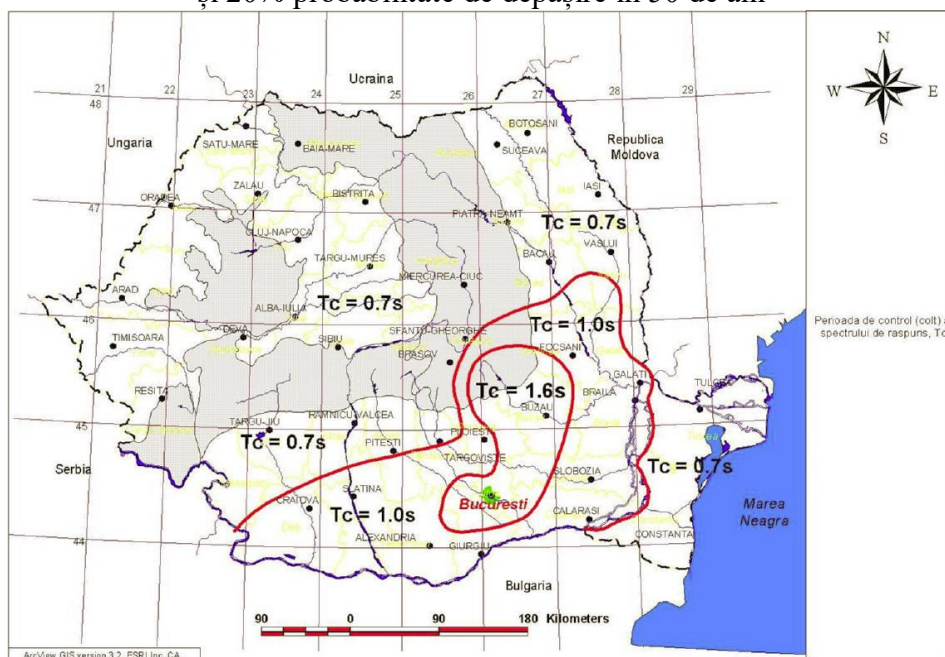 și 20% probabilitate de depășire în 50 de ani
Ucraina
N
W E
S
48
22
23
24
25
26
27
28
29
Ungaria
Republica
Moldova
BOTOSANI
SATU-MARE
BAIA-MARE
SUCEAVA
ZALAU
IASI
ORADEA
BISTRITA
47
PIATRA NEAMT
Tc = 0.7s
CLUJ-NAPOCA
VASLUI
TARGU-MURES
BACAU
MIERCUREA-CIUC
ARAD
Tc = 0.7s
ALBA-IULIA
46
Tc = 1.0s
SFANTU-GHEORGHE
DEVA
TIMISOARA
SIBIU
BRASOV
FOCSANI
Perioada de control (colt) a
spectrului de raspuns, Tc
GALATI
RESITA
Tc = 1.6s
BRAILA
TULCEA
RAMNICU-VALCEA
BUZAU
45
TARGU-JIU
Tc = 0.7s
PITESTI
PLOIESTI
TARGOVISTE
Serbia
Tc = 0.7s
SLOBOZIA
SLATINA
CRAIOVA
Bucuresti
Tc = 1.0s
CALARASI
Marea
Neagra
ALEXANDRIA
CONSTANTA
44
GIURGIU
Bulgaria
90 0 90 180 Kilometers
ArcView GIS version 3.2, ESRI Inc. CA